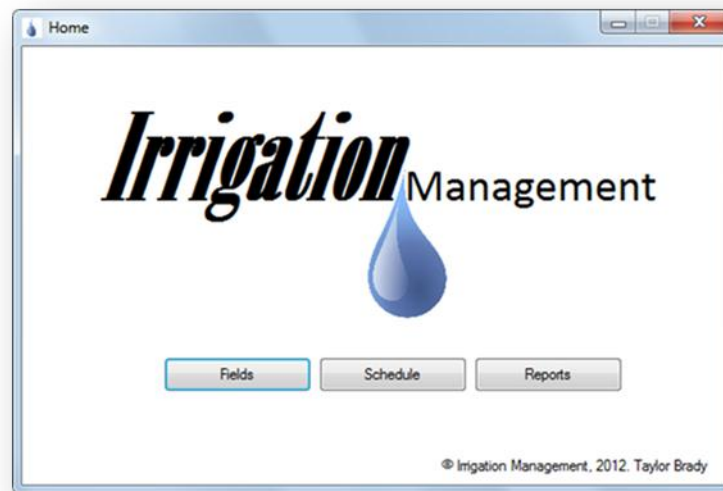 Home
Irrigation Management
Fields Schedule Reports
© Irrigation Management, 2012. Taylor Brady